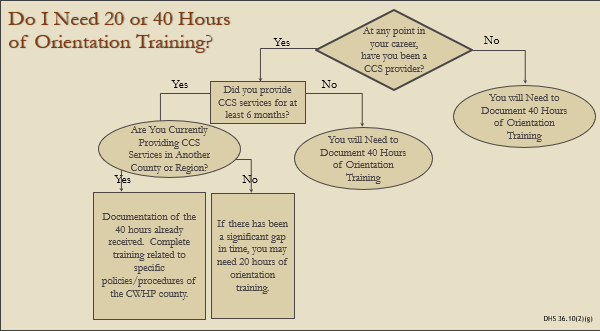 Do I Need 20 or 40 Hours
of Orientation Training?
At any point in
your career,
have you been a
CCS provider?
Yes
No
Did you provide
CCS services for at
least 6 months?
Yes
No
You will Need to
Document 40 Hours
of Orientation
Training
You will Need to
Document 40 Hours
of Orientation
Training
Are You Currently
Providing CCS
Services in Another
County or Region?
Yes
No
Documentation of the
40 hours already
received. Complete
training related to
specific
policies/procedures of
the CWHP county.
If there has been
a significant gap
in time, you may
need 20 hours of
orientation
training.
DHS 36.10(2)(g)